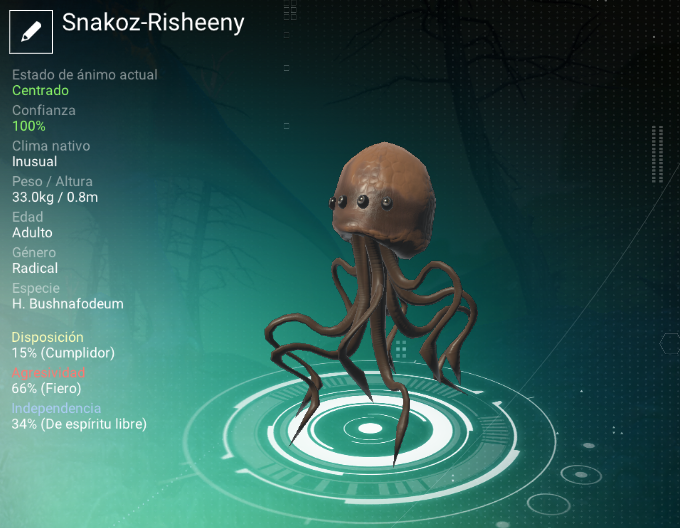 Snakoz-Risheeny
Estado de ánimo actual
Centrado
Confianza
100%
Clima nativo
Inusual
Peso / Altura
33.0kg / 0.8m
Edad
Adulto
Género
Radical
Especie
H. Bushnafodeum
Disposición
15% (Cumplidor)
Agresividad
66% (Fiero)
Independencia
34% (De espíritu libre)